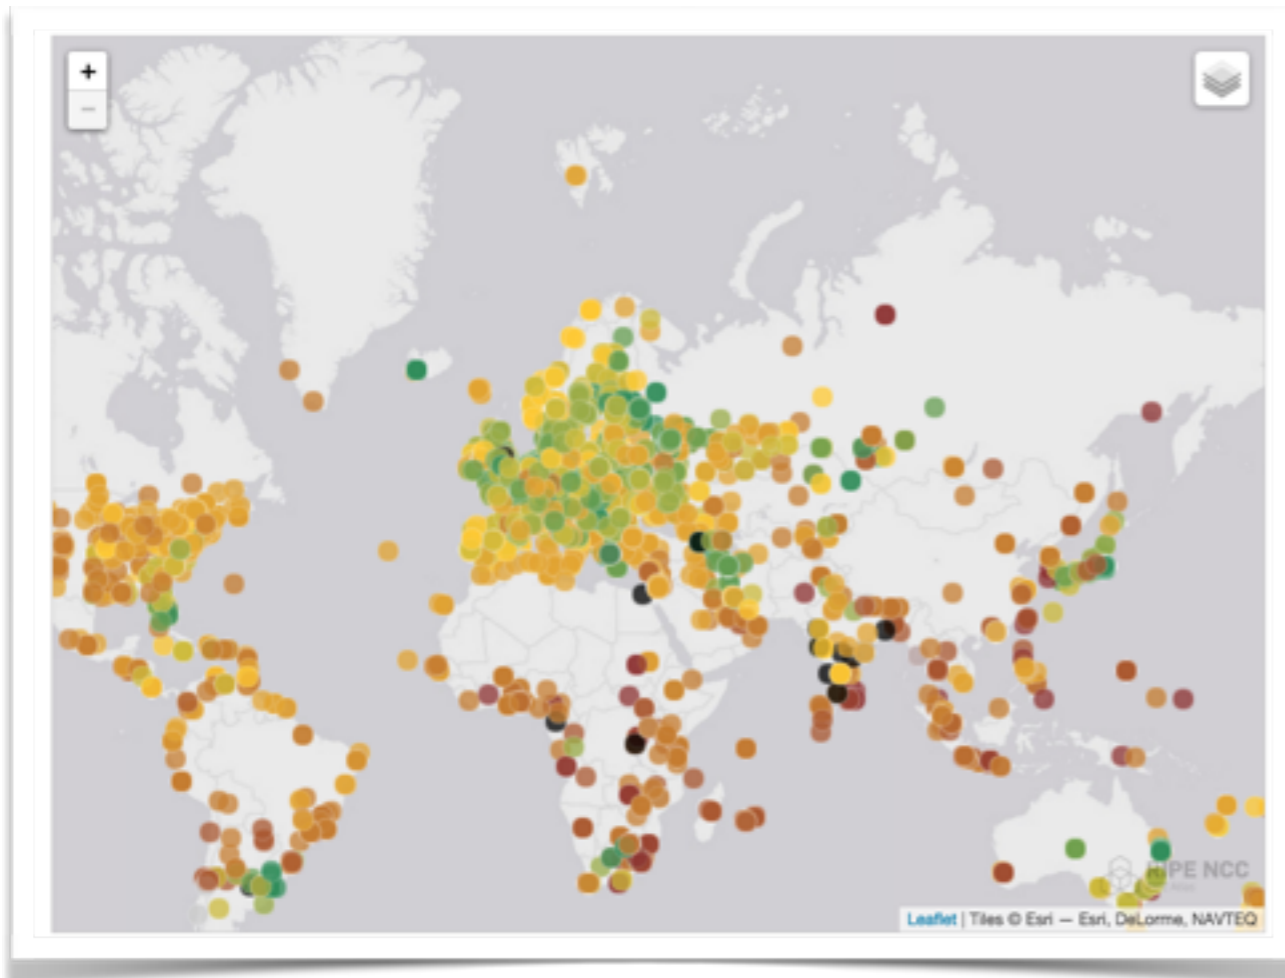 +
−
RIPE NCC
Leaflet | Tiles © Esri — Esri, DeLorme, NAVTEQ